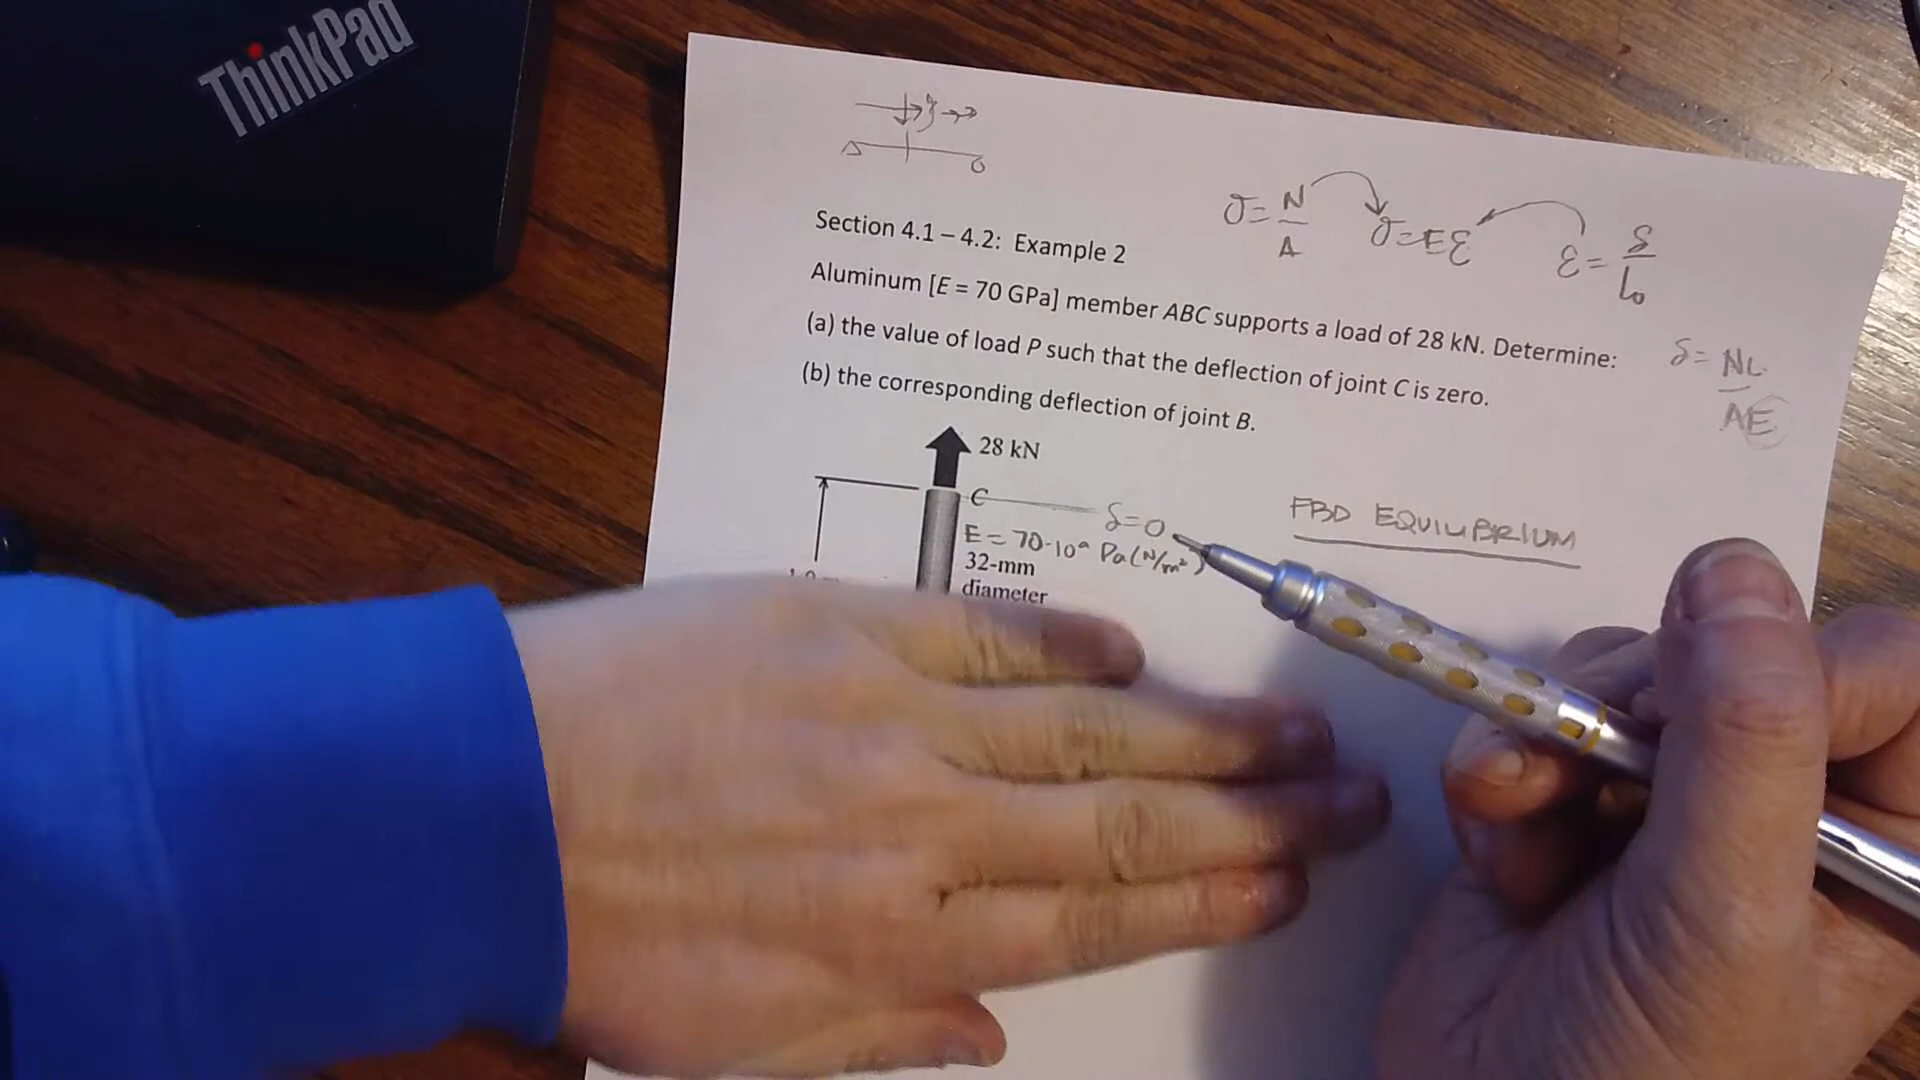 ThinkPad
σ = N/A
σ = Eε
ε = δ/L₀
Section 4.1 – 4.2: Example 2
Aluminum [E = 70 GPa] member ABC supports a load of 28 kN. Determine:
(a) the value of load P such that the deflection of joint C is zero.
(b) the corresponding deflection of joint B.
δ = NL/AE
28 kN
C
δ=0
FBD EQUILIBRIUM
E = 70·10⁹ Pa (N/m²)
32-mm
diameter